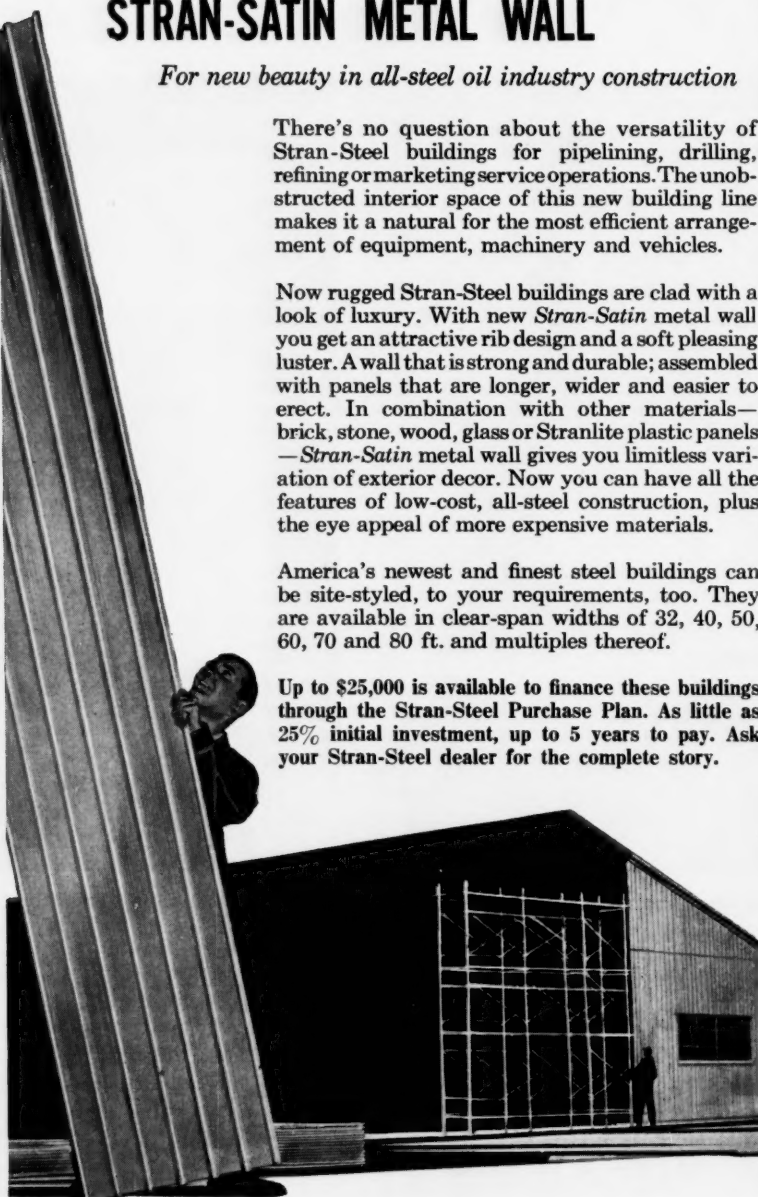 STRAN-SATIN METAL WALL
For new beauty in all-steel oil industry construction
There's no question about the versatility of
Stran-Steel buildings for pipelining, drilling,
refining or marketing service operations. The unob-
structed interior space of this new building line
makes it a natural for the most efficient arrange-
ment of equipment, machinery and vehicles.
Now rugged Stran-Steel buildings are clad with a
look of luxury. With new Stran-Satin metal wall
you get an attractive rib design and a soft pleasing
luster. A wall that is strong and durable; assembled
with panels that are longer, wider and easier to
erect. In combination with other materials—
brick, stone, wood, glass or Stranlite plastic panels
—Stran-Satin metal wall gives you limitless vari-
ation of exterior decor. Now you can have all the
features of low-cost, all-steel construction, plus
the eye appeal of more expensive materials.
America's newest and finest steel buildings can
be site-styled, to your requirements, too. They
are available in clear-span widths of 32, 40, 50,
60, 70 and 80 ft. and multiples thereof.
Up to $25,000 is available to finance these buildings
through the Stran-Steel Purchase Plan. As little as
25% initial investment, up to 5 years to pay. Ask
your Stran-Steel dealer for the complete story.